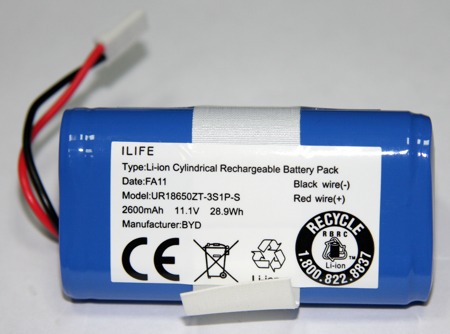 ILIFE
Type:Li-ion Cylindrical Rechargeable Battery Pack
Date:FA11
Black wire(-)
Model:UR18650ZT-3S1P-S
Red wire(+)
2600mAh 11.1V 28.9Wh
Manufacturer:BYD
CE
RECYCLE
RBRC
Li-ion
1.800.822.8837